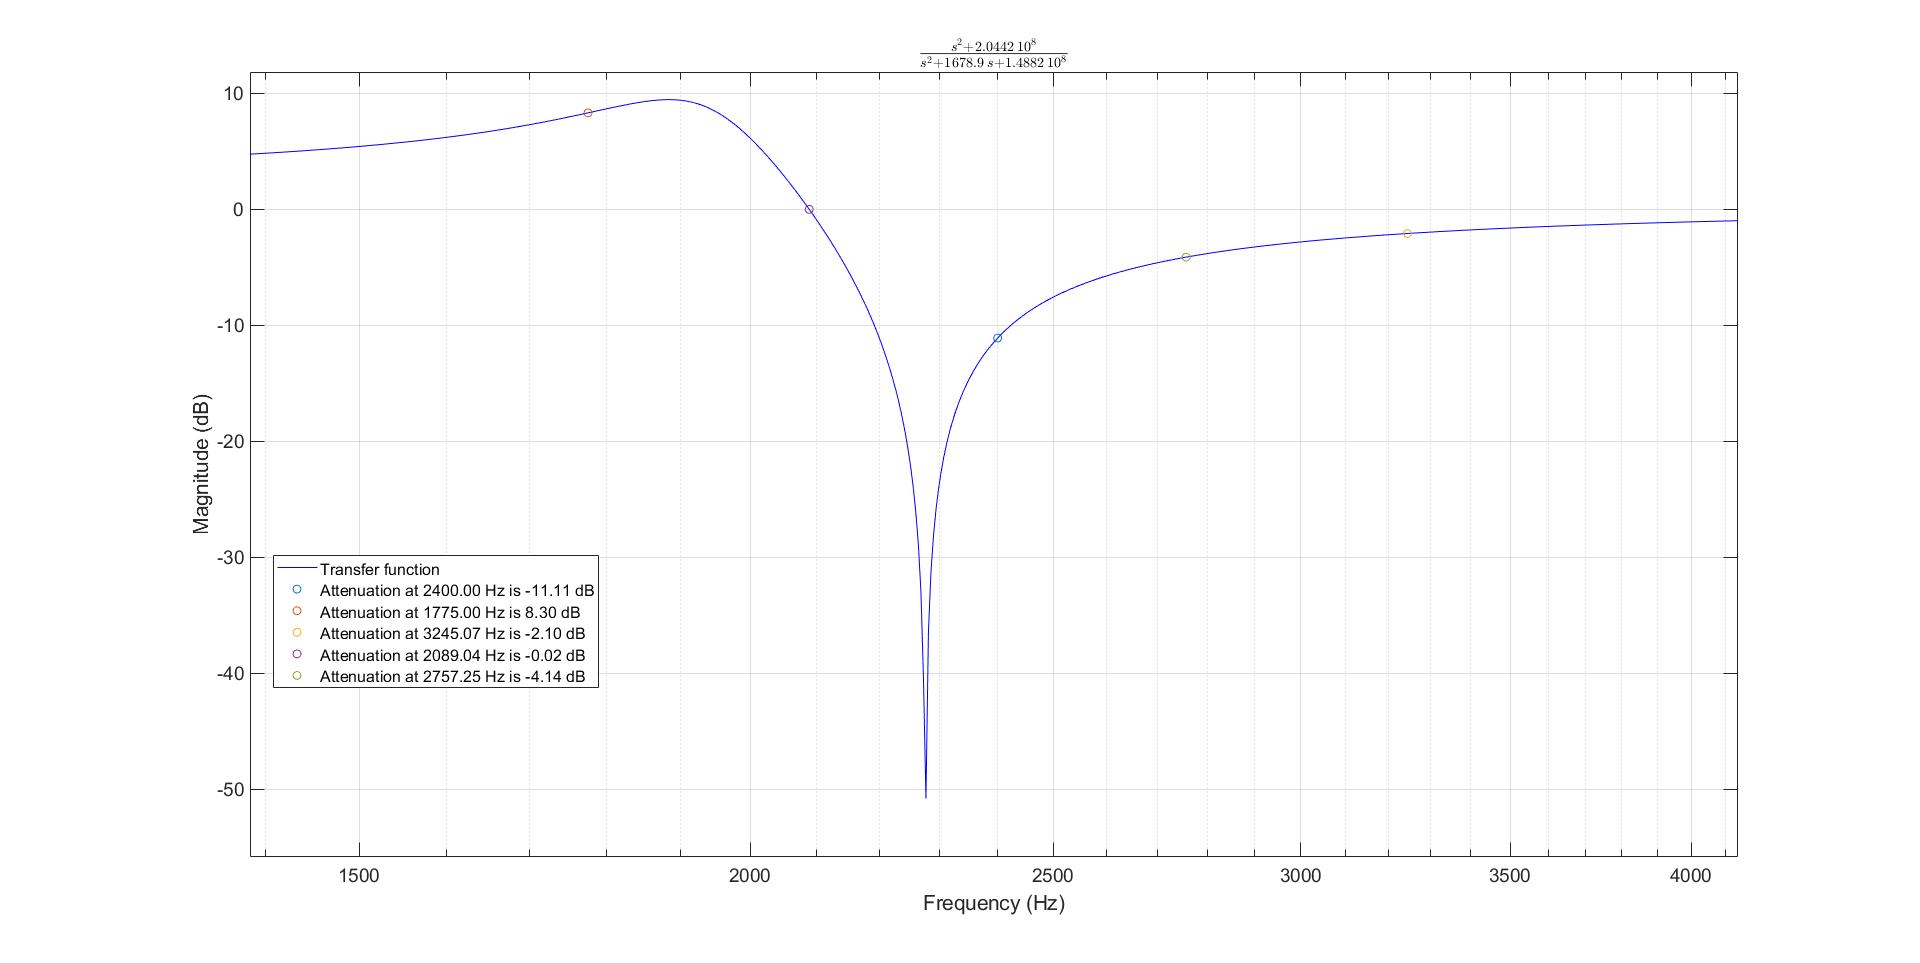 s²+2.0442 10⁸
s²+1678.9 s+1.4882 10⁸
10
0
-10
-20
-30
-40
-50
Magnitude (dB)
Transfer function
Attenuation at 2400.00 Hz is -11.11 dB
Attenuation at 1775.00 Hz is 8.30 dB
Attenuation at 3245.07 Hz is -2.10 dB
Attenuation at 2089.04 Hz is -0.02 dB
Attenuation at 2757.25 Hz is -4.14 dB
1500 2000 2500 3000 3500 4000
Frequency (Hz)